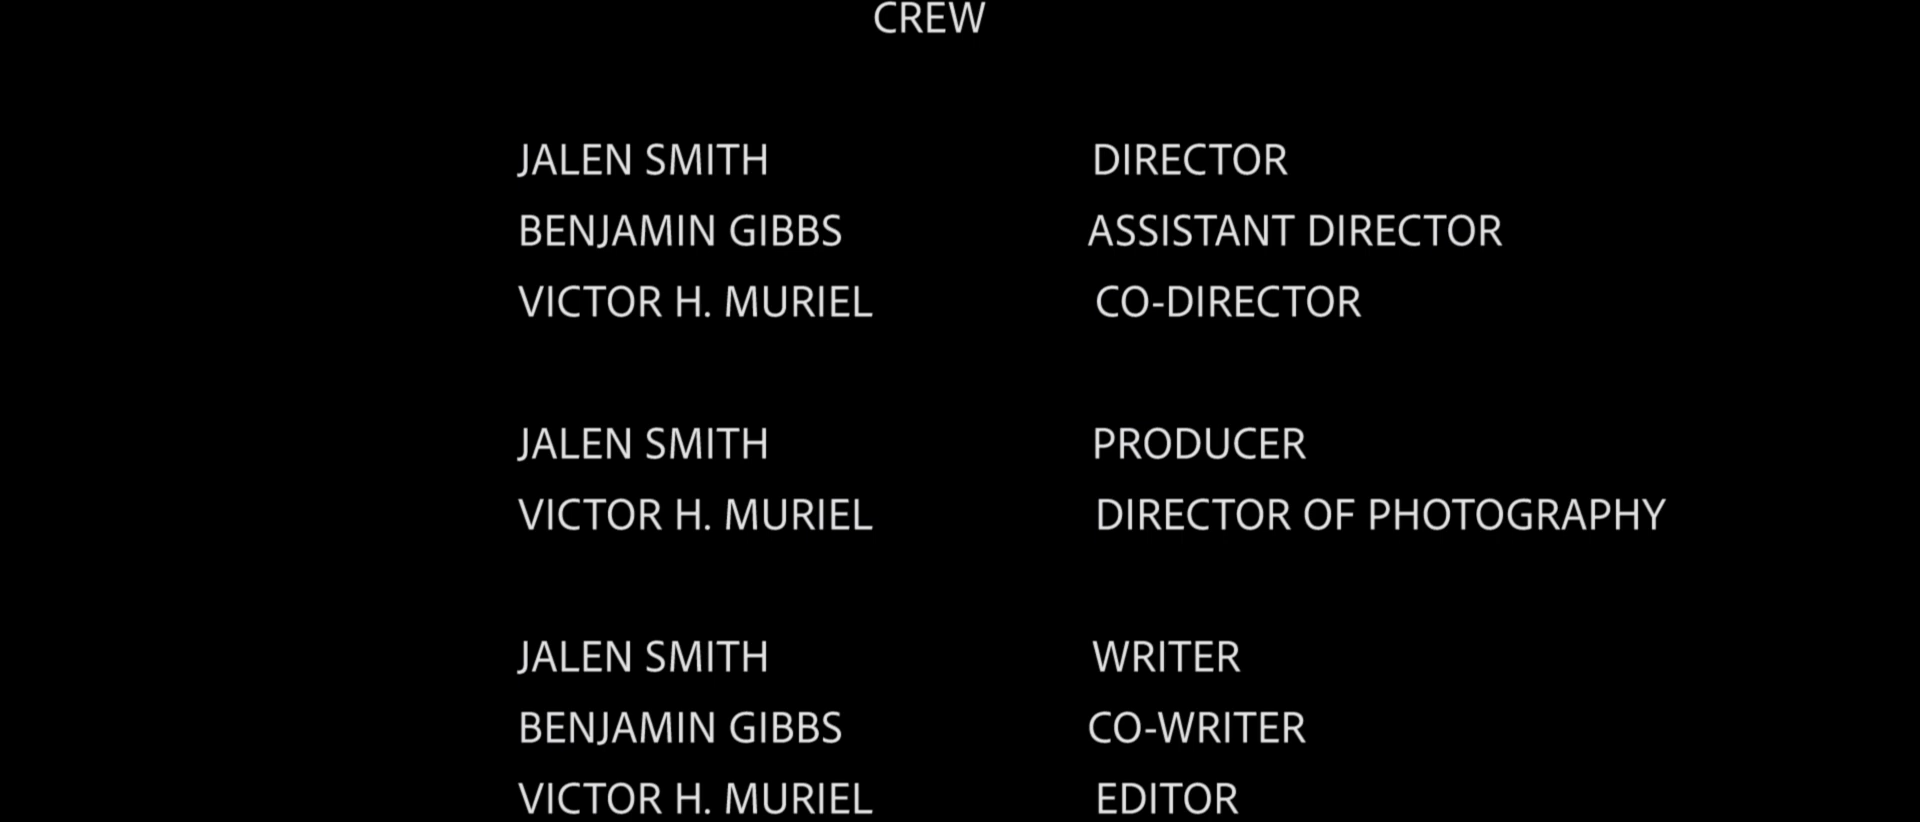 CREW
JALEN SMITH DIRECTOR
BENJAMIN GIBBS ASSISTANT DIRECTOR
VICTOR H. MURIEL CO-DIRECTOR
JALEN SMITH PRODUCER
VICTOR H. MURIEL DIRECTOR OF PHOTOGRAPHY
JALEN SMITH WRITER
BENJAMIN GIBBS CO-WRITER
VICTOR H. MURIEL EDITOR